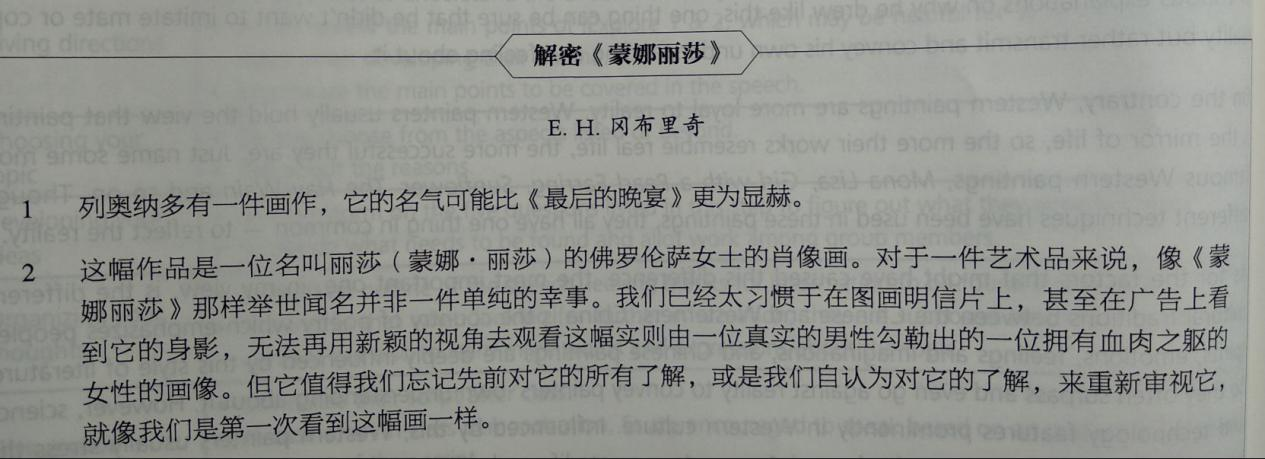 解密《蒙娜丽莎》
E. H. 冈布里奇
1 列奥纳多有一件画作，它的名气可能比《最后的晚宴》更为显赫。
2 这幅作品是一位名叫丽莎（蒙娜·丽莎）的佛罗伦萨女士的肖像画。对于一件艺术品来说，像《蒙
娜丽莎》那样举世闻名并非一件单纯的幸事。我们已经太习惯于在图画明信片上，甚至在广告上看
到它的身影，无法再用新颖的视角去观看这幅实则由一位真实的男性勾勒出的一位拥有血肉之躯的
女性的画像。但它值得我们忘记先前对它的所有了解，或是我们自认为对它的了解，来重新审视它，
就像我们是第一次看到这幅画一样。